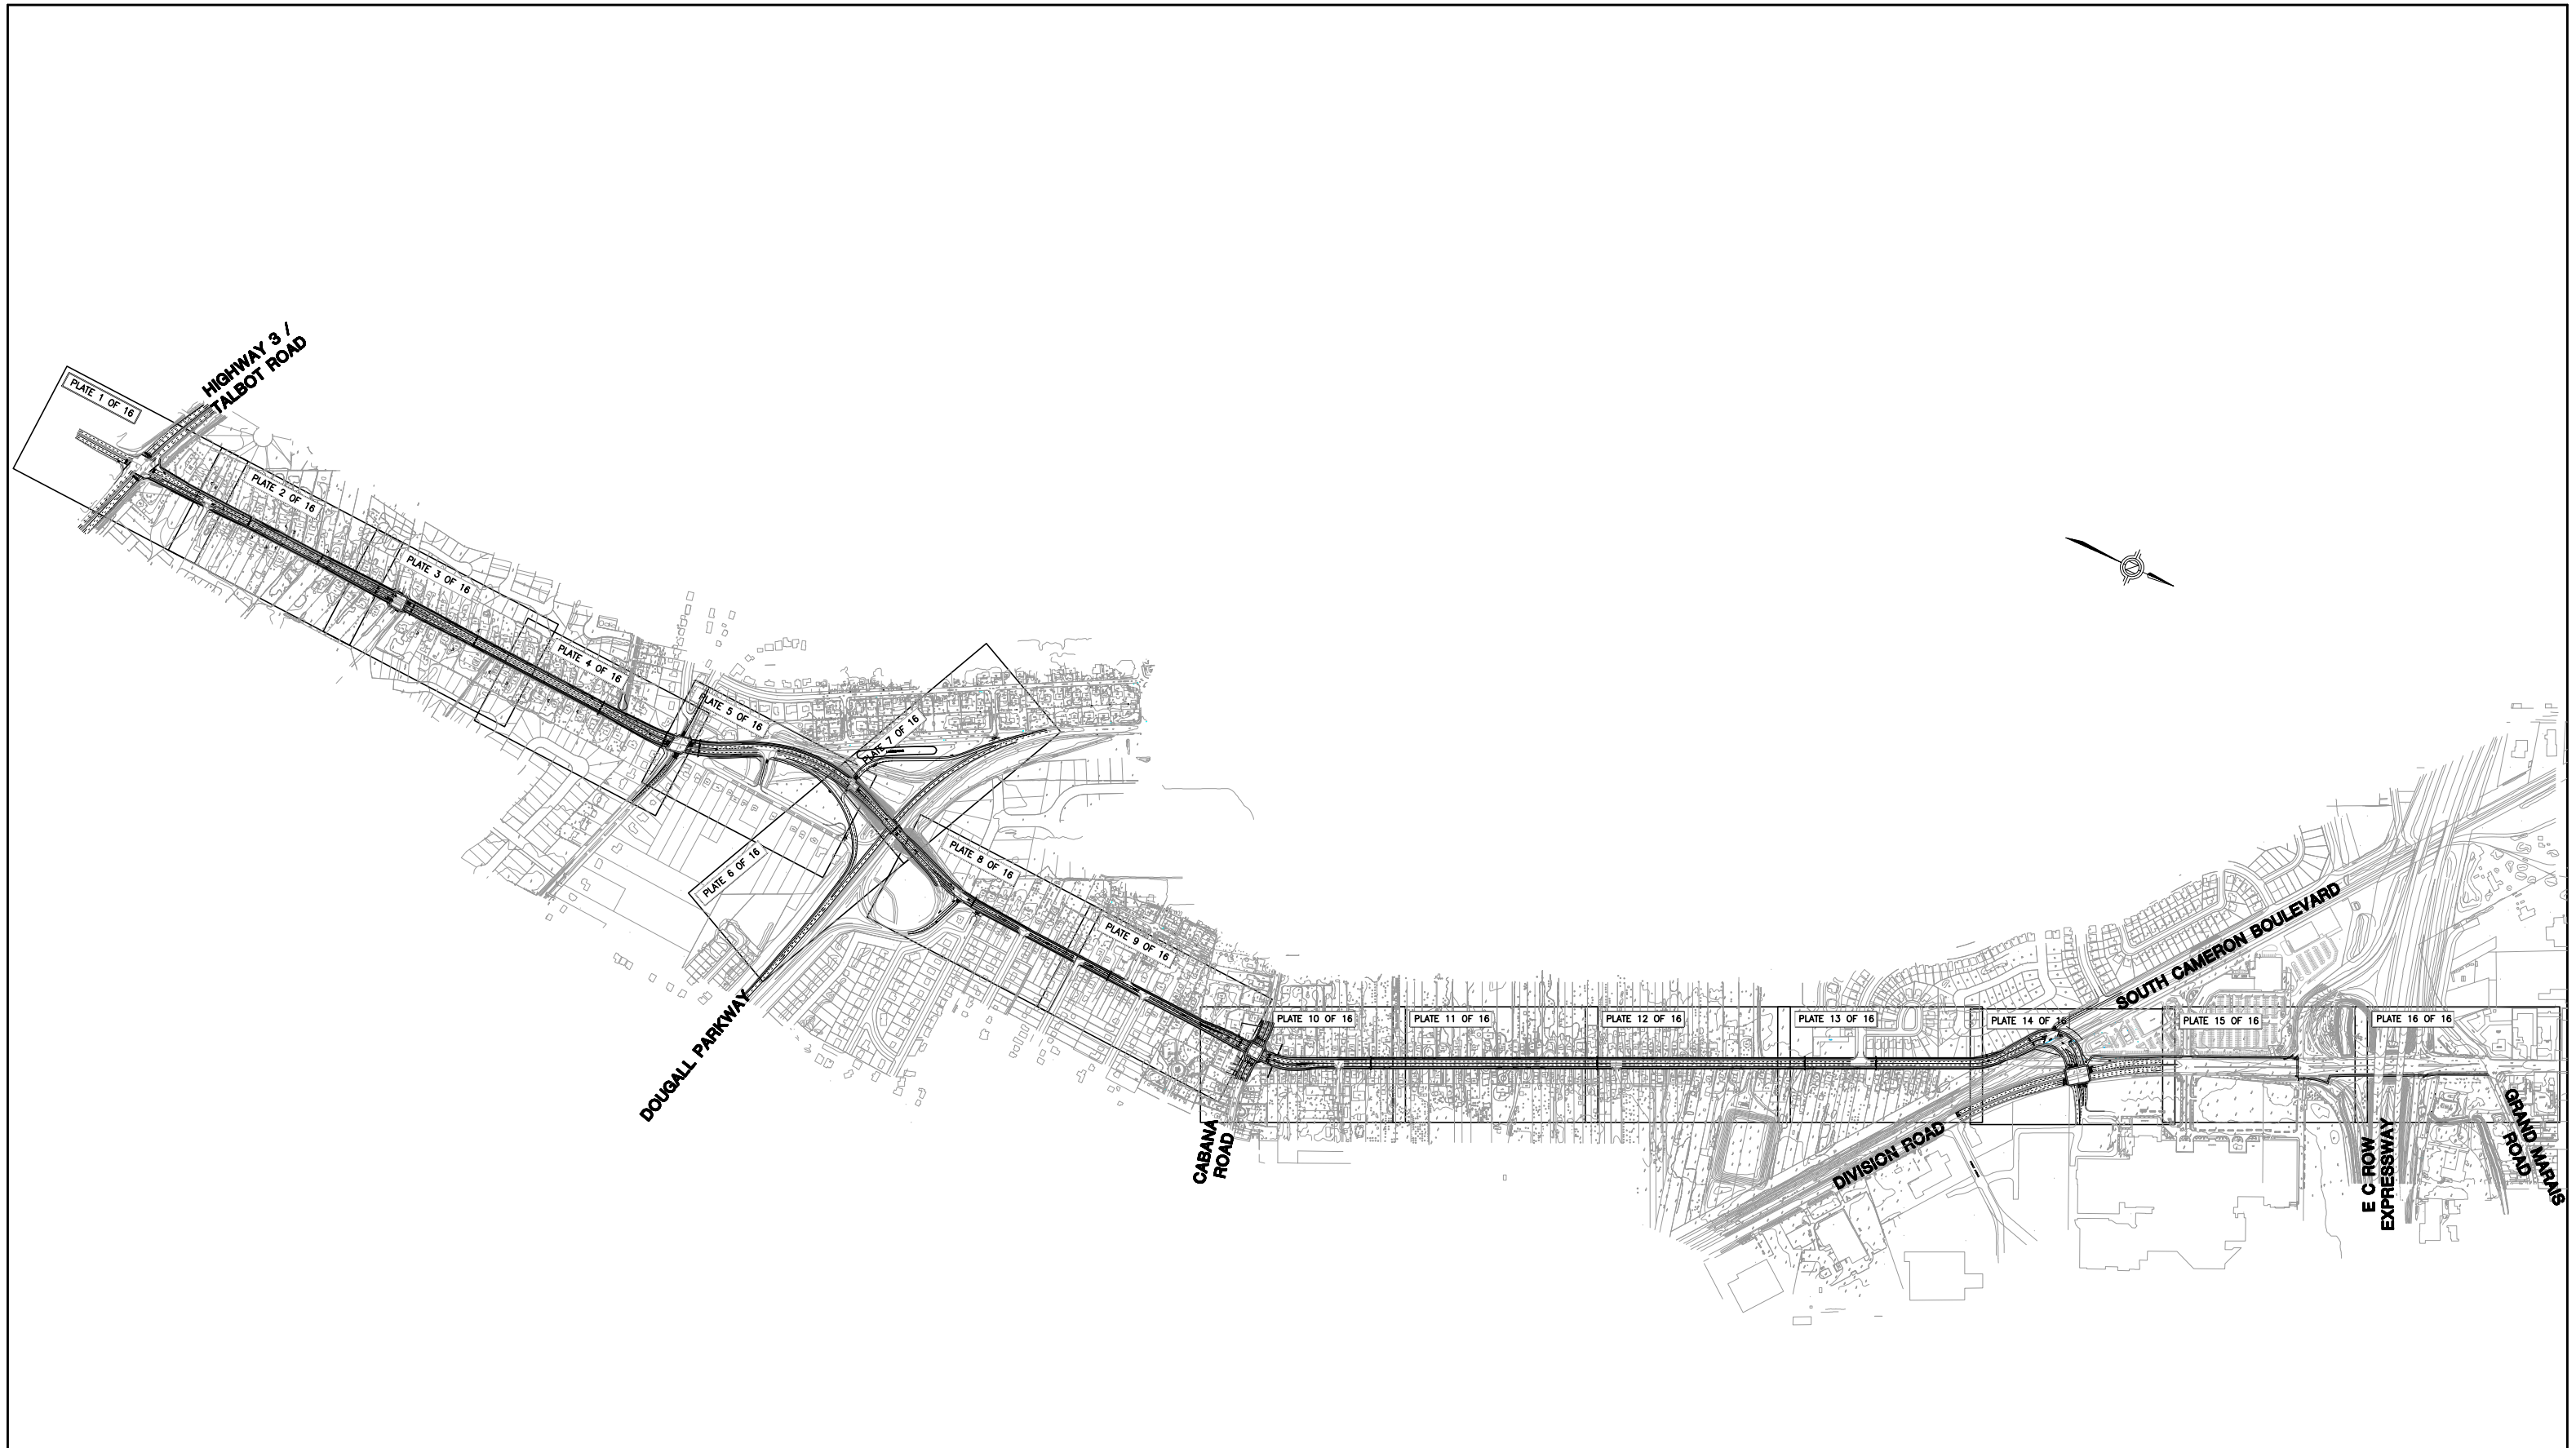 HIGHWAY 3 /
TALBOT ROAD
PLATE 1 OF 16
PLATE 2 OF 16
PLATE 3 OF 16
PLATE 4 OF 16
PLATE 5 OF 16
PLATE 7 OF 16
PLATE 6 OF 16
PLATE 8 OF 16
PLATE 9 OF 16
DOUGALL PARKWAY
CABANA
ROAD
PLATE 10 OF 16
PLATE 11 OF 16
PLATE 12 OF 16
PLATE 13 OF 16
PLATE 14 OF 16
PLATE 15 OF 16
PLATE 16 OF 16
SOUTH CAMERON BOULEVARD
DIVISION ROAD
E C ROW
EXPRESSWAY
GRAND MARAIS
ROAD
N